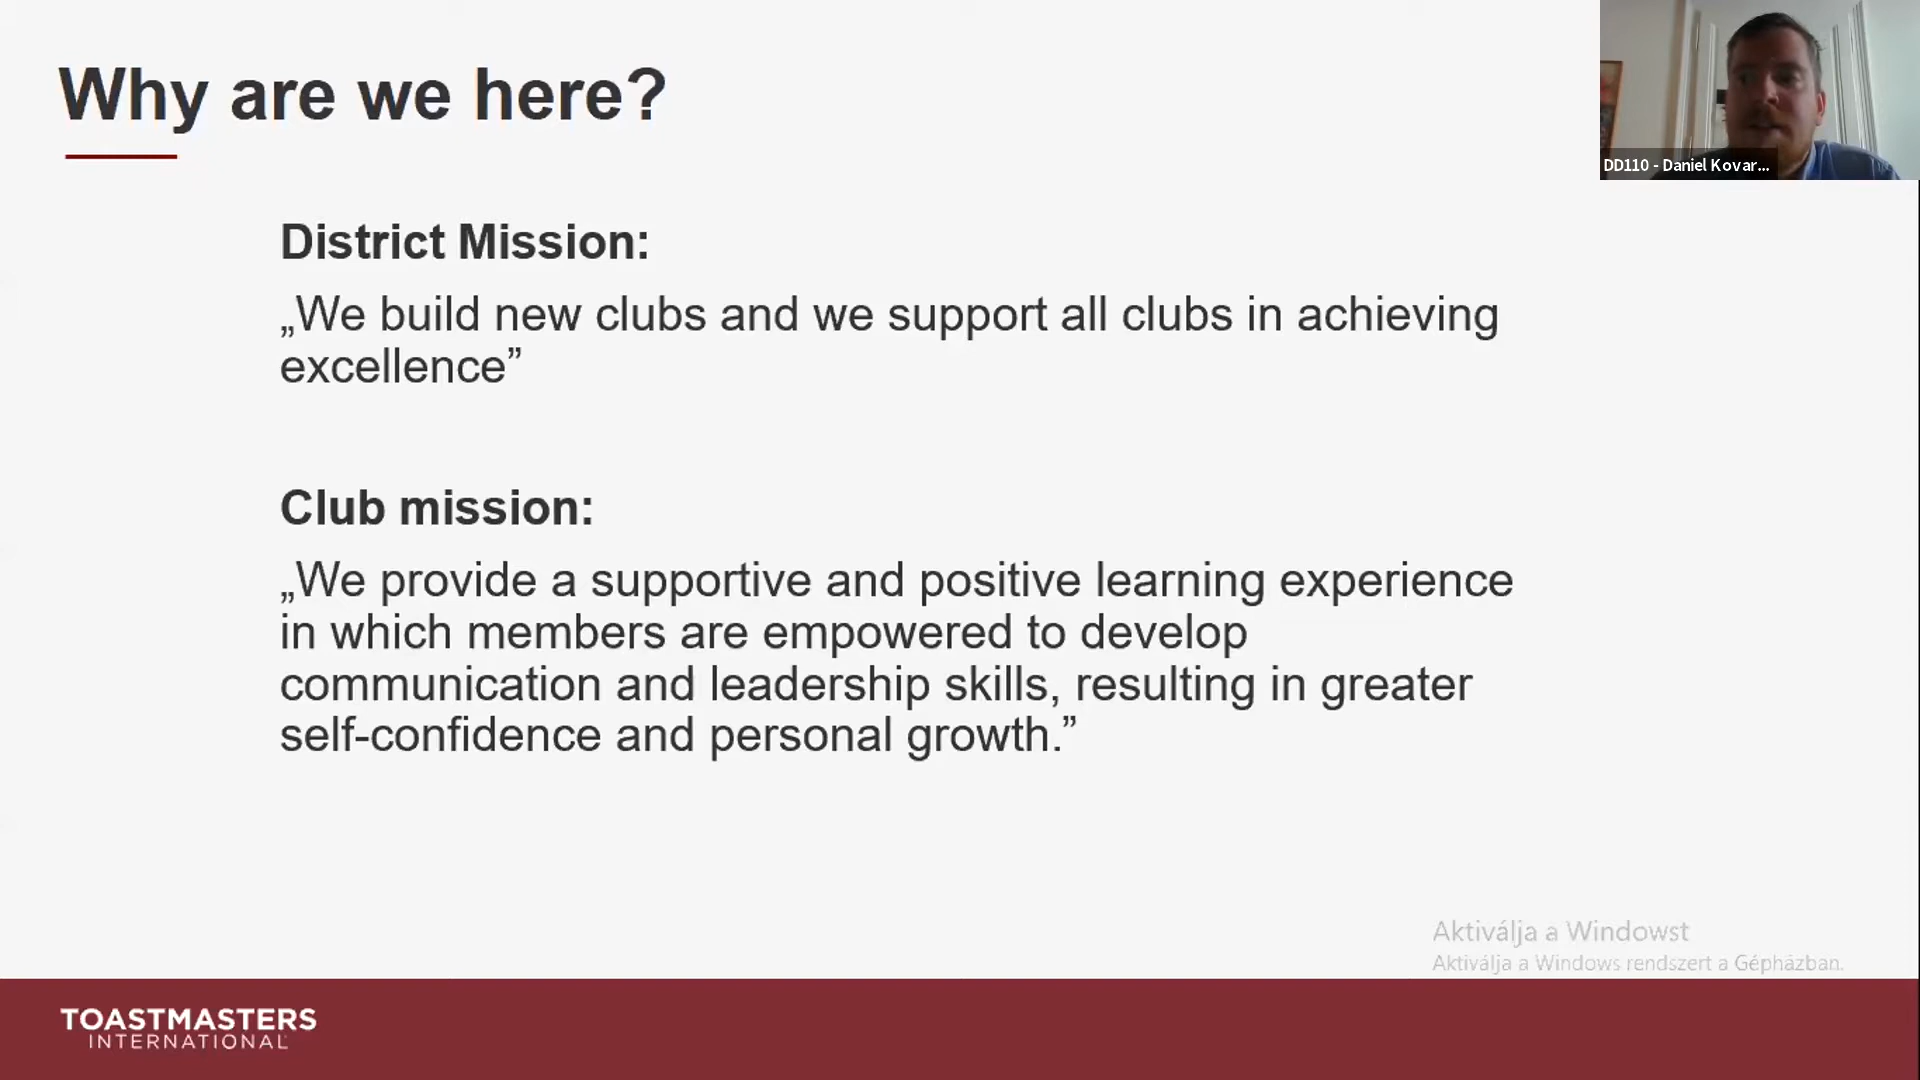 Why are we here?
DD110 - Daniel Kovar...
District Mission:
„We build new clubs and we support all clubs in achieving
excellence”
Club mission:
„We provide a supportive and positive learning experience
in which members are empowered to develop
communication and leadership skills, resulting in greater
self-confidence and personal growth.”
Aktiválja a Windowst
Aktiválja a Windows rendszert a Gépházban.
TOASTMASTERS
INTERNATIONAL